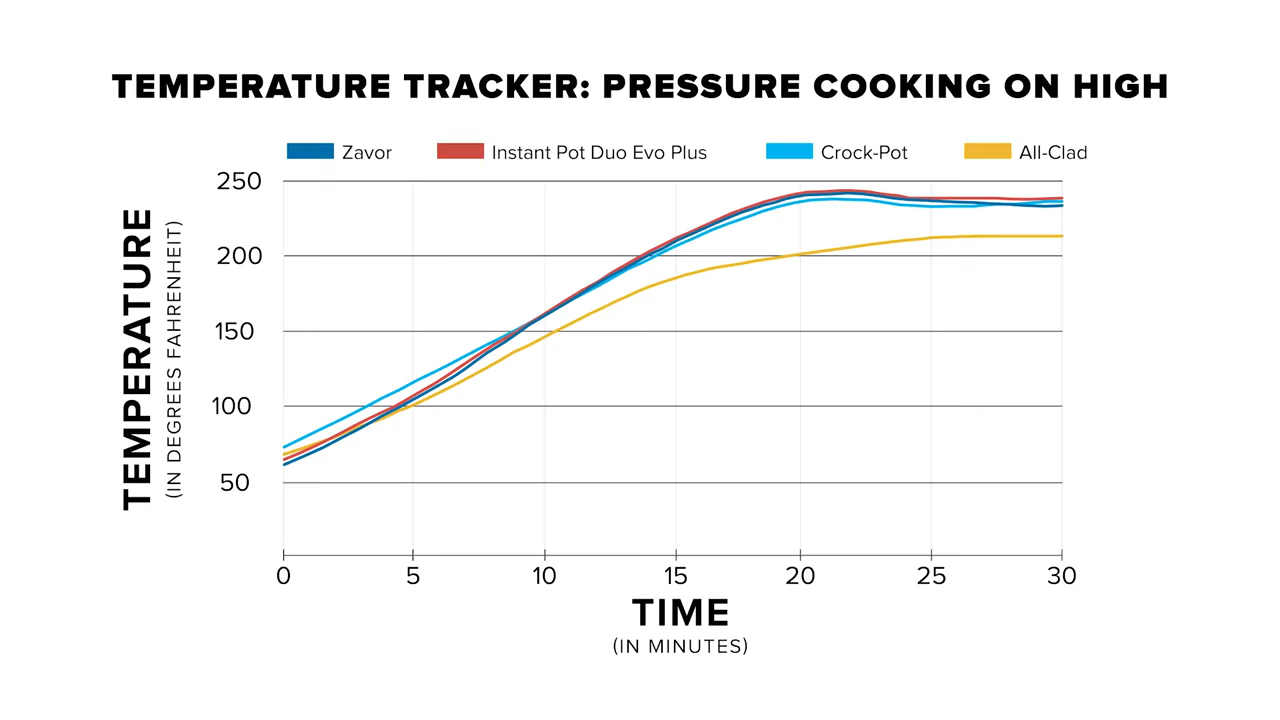 TEMPERATURE TRACKER: PRESSURE COOKING ON HIGH
Zavor
Instant Pot Duo Evo Plus
Crock-Pot
All-Clad
TEMPERATURE
(IN DEGREES FAHRENHEIT)
250
200
150
100
50
0
5
10
15
20
25
30
TIME
(IN MINUTES)